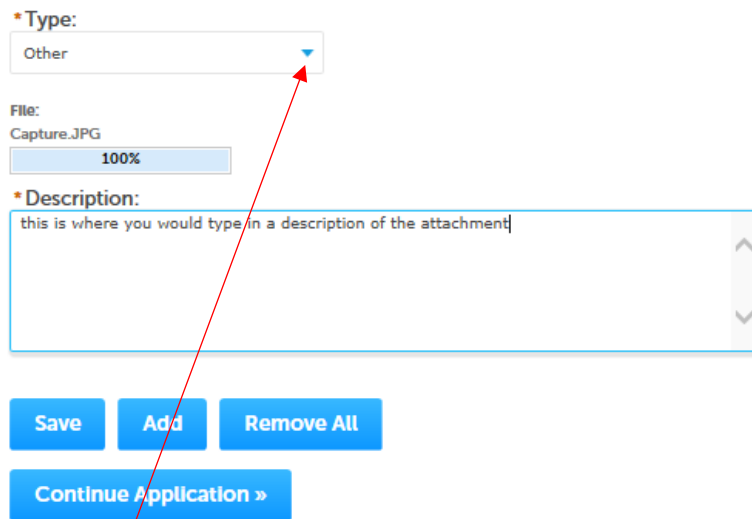 *Type:
Other
File:
Capture.JPG
100%
*Description:
this is where you would type in a description of the attachment
Save Add Remove All
Continue Application »